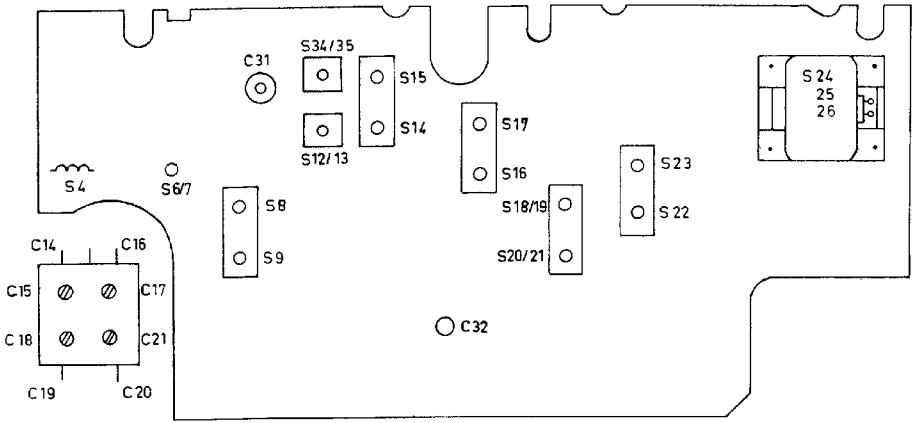 S34/35
C31
S15
S14
S12/13
S24
25
26
S17
S16
S23
S22
S4
S6/7
S8
S9
S18/19
S20/21
C14
C16
C15
C17
C18
C21
C19
C20
C32